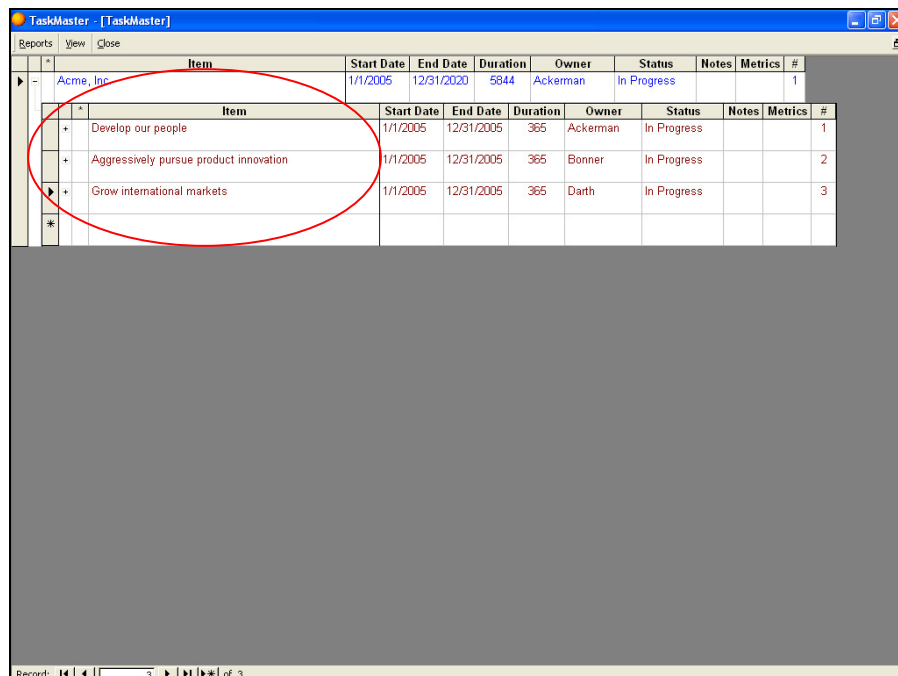 TaskMaster - [TaskMaster]
Reports View Close
* Item Start Date End Date Duration Owner Status Notes Metrics #
- Acme, Inc. 1/1/2005 12/31/2020 5844 Ackerman In Progress 1
* Item Start Date End Date Duration Owner Status Notes Metrics #
+ Develop our people 1/1/2005 12/31/2005 365 Ackerman In Progress 1
+ Aggressively pursue product innovation 1/1/2005 12/31/2005 365 Bonner In Progress 2
+ Grow international markets 1/1/2005 12/31/2005 365 Darth In Progress 3
*
Record: 3 of 3